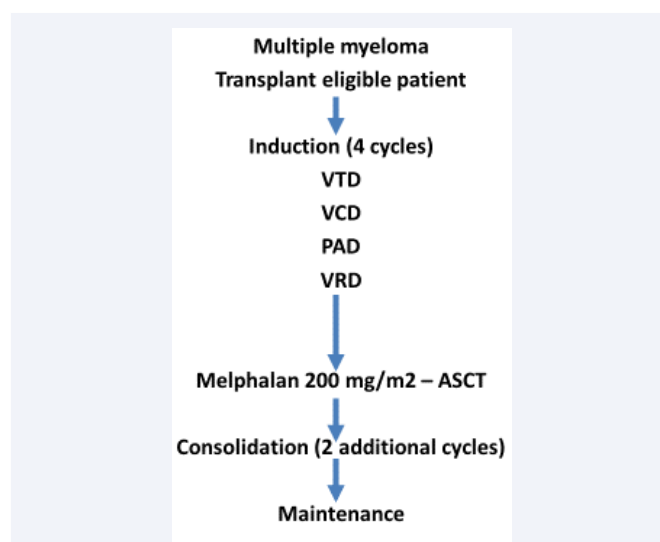 Multiple myeloma
Transplant eligible patient
Induction (4 cycles)
VTD
VCD
PAD
VRD
Melphalan 200 mg/m2 – ASCT
Consolidation (2 additional cycles)
Maintenance